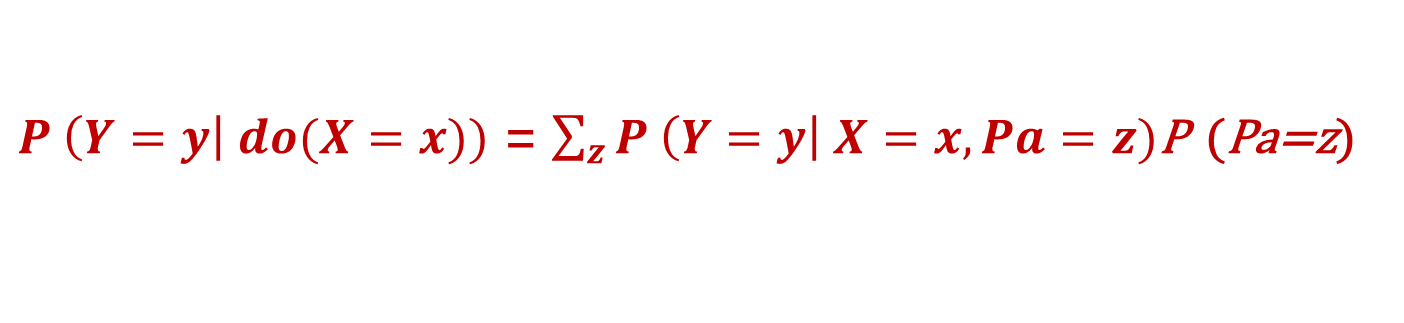 P (Y = y| do(X = x)) = ∑z P (Y = y| X = x, Pa = z)P (Pa=z)